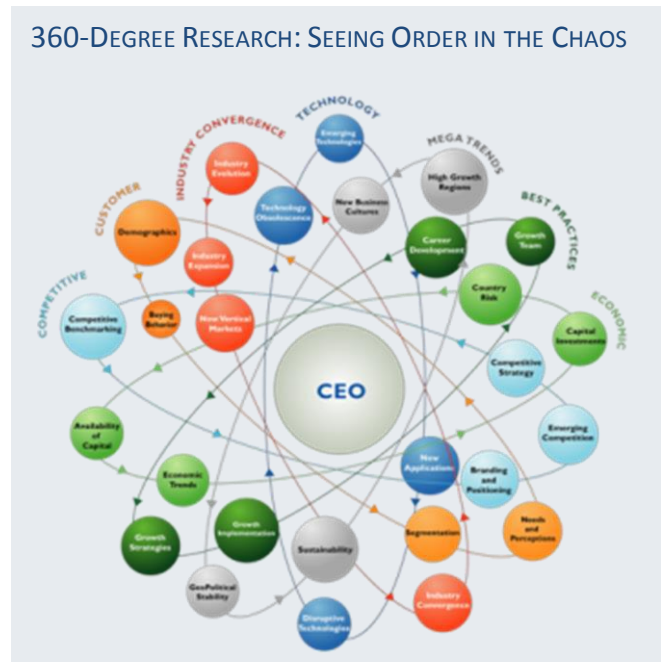 360-DEGREE RESEARCH: SEEING ORDER IN THE CHAOS
TECHNOLOGY
INDUSTRY CONVERGENCE
MEGA TRENDS
CUSTOMER
BEST PRACTICES
COMPETITIVE
ECONOMIC
Emerging
Technologies
Industry
Evolution
High Growth
Regions
New Business
Cultures
Technology
Obsolescence
Demographics
Career
Development
Growth
Team
Industry
Expansion
Country
Risk
Competitive
Benchmarking
Buying
Behavior
New Vertical
Markets
Capital
Investments
Competitive
Strategy
CEO
Availability
of
Capital
Emerging
Competition
New
Applications
Branding
and
Positioning
Economic
Trends
Growth
Strategies
Growth
Implementation
Sustainability
Segmentation
Needs
and
Perceptions
GeoPolitical
Stability
Industry
Convergence
Disruptive
Technologies